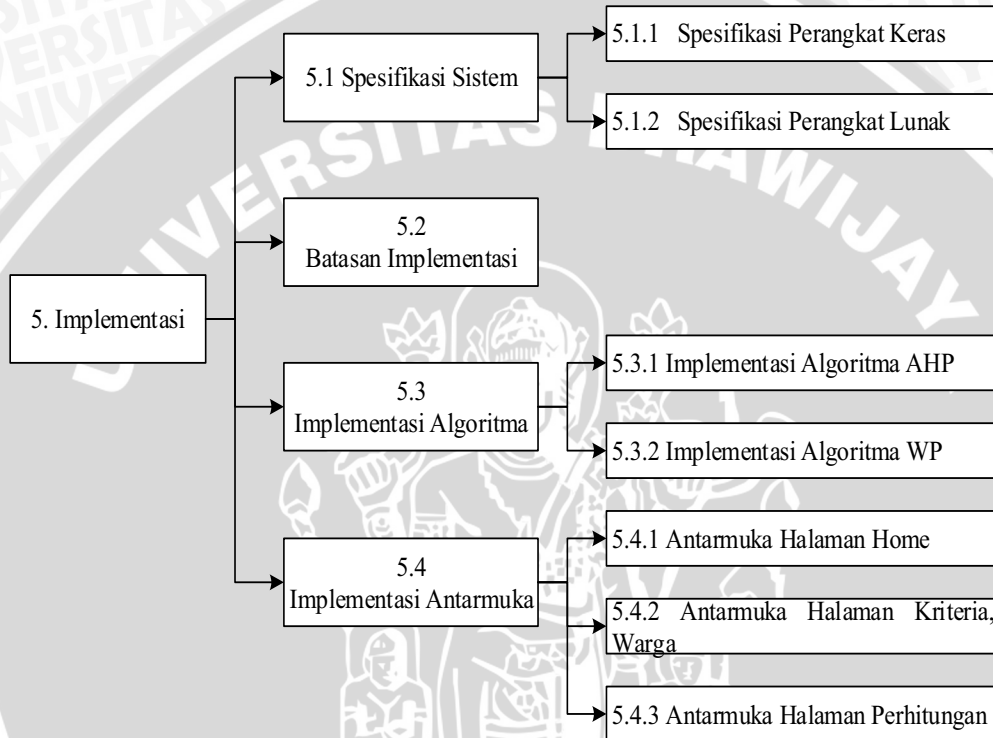 5. Implementasi
5.1 Spesifikasi Sistem
5.1.1 Spesifikasi Perangkat Keras
5.1.2 Spesifikasi Perangkat Lunak
5.2
Batasan Implementasi
5.3
Implementasi Algoritma
5.3.1 Implementasi Algoritma AHP
5.3.2 Implementasi Algoritma WP
5.4
Implementasi Antarmuka
5.4.1 Antarmuka Halaman Home
5.4.2 Antarmuka Halaman Kriteria,
Warga
5.4.3 Antarmuka Halaman Perhitungan